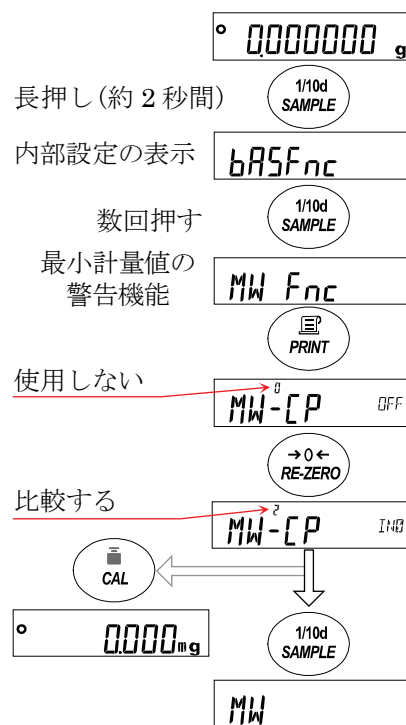 0.000000 g
長押し(約 2 秒間)
1/10d
SAMPLE
内部設定の表示
bASFnc
数回押す
1/10d
SAMPLE
最小計量値の
警告機能
MW Fnc
PRINT
使用しない
0
MW-CP OFF
→0←
RE-ZERO
比較する
2
MW-CP
CAL
0.000mg
1/10d
SAMPLE
MW